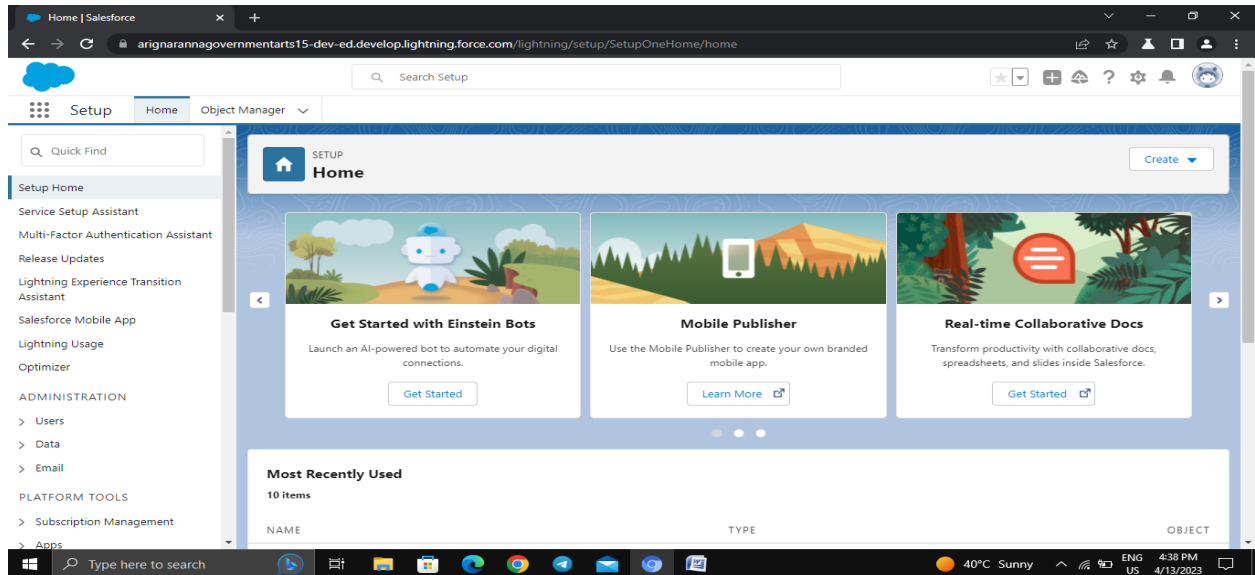 Home | Salesforce
arignarannagovernmentarts15-dev-ed.develop.lightning.force.com/lightning/setup/SetupOneHome/home
Search Setup
Setup
Home
Object Manager
Quick Find
Setup Home
Service Setup Assistant
Multi-Factor Authentication Assistant
Release Updates
Lightning Experience Transition
Assistant
Salesforce Mobile App
Lightning Usage
Optimizer
ADMINISTRATION
Users
Data
Email
PLATFORM TOOLS
Subscription Management
Apps
SETUP
Home
Create
Get Started with Einstein Bots
Launch an AI-powered bot to automate your digital
connections.
Get Started
Mobile Publisher
Use the Mobile Publisher to create your own branded
mobile app.
Learn More
Real-time Collaborative Docs
Transform productivity with collaborative docs,
spreadsheets, and slides inside Salesforce.
Get Started
Most Recently Used
10 items
NAME TYPE OBJECT
Type here to search
40°C Sunny
ENG
US
4:38 PM
4/13/2023